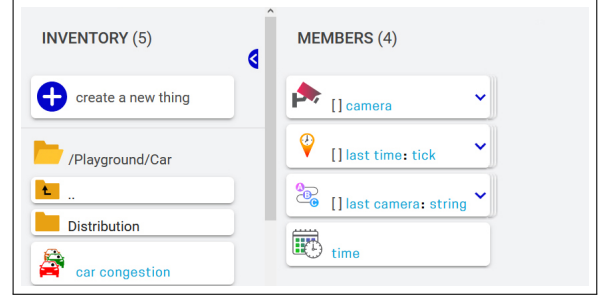 INVENTORY (5)
create a new thing
/Playground/Car
..
Distribution
car congestion
MEMBERS (4)
[] camera
[] last time: tick
ABC
[] last camera: string
time